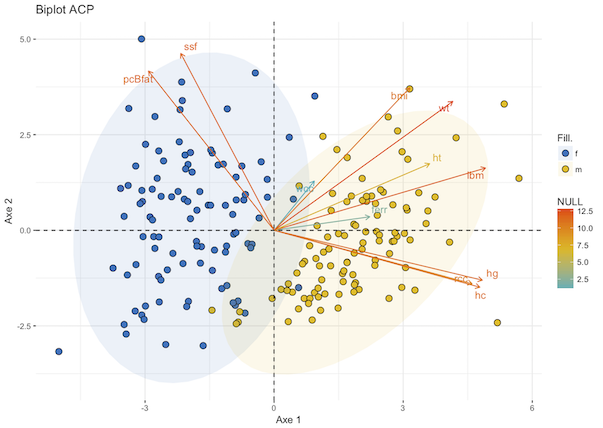 Biplot ACP
5.0
2.5
0.0
-2.5
Axe 2
-3
0
3
6
Axe 1
ssf
pcBfat
bmi
wt
ht
lbm
wcc
ferr
hg
rcc
hc
Fill.
f
m
NULL
12.5
10.0
7.5
5.0
2.5